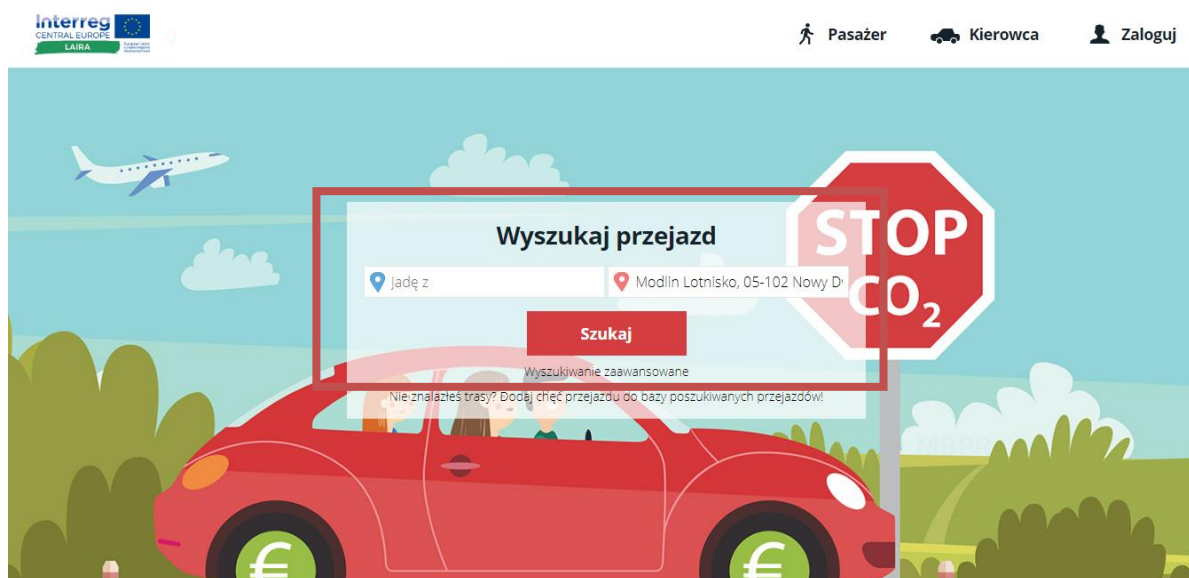 Interreg
CENTRAL EUROPE
LAIRA
Pasażer
Kierowca
Zaloguj
Wyszukaj przejazd
Jadę z
Modlin Lotnisko, 05-102 Nowy D
Szukaj
Wyszukiwanie zaawansowane
Nie znalazłeś trasy? Dodaj chęć przejazdu do bazy poszukiwanych przejazdów!
STOP
CO₂
€
€